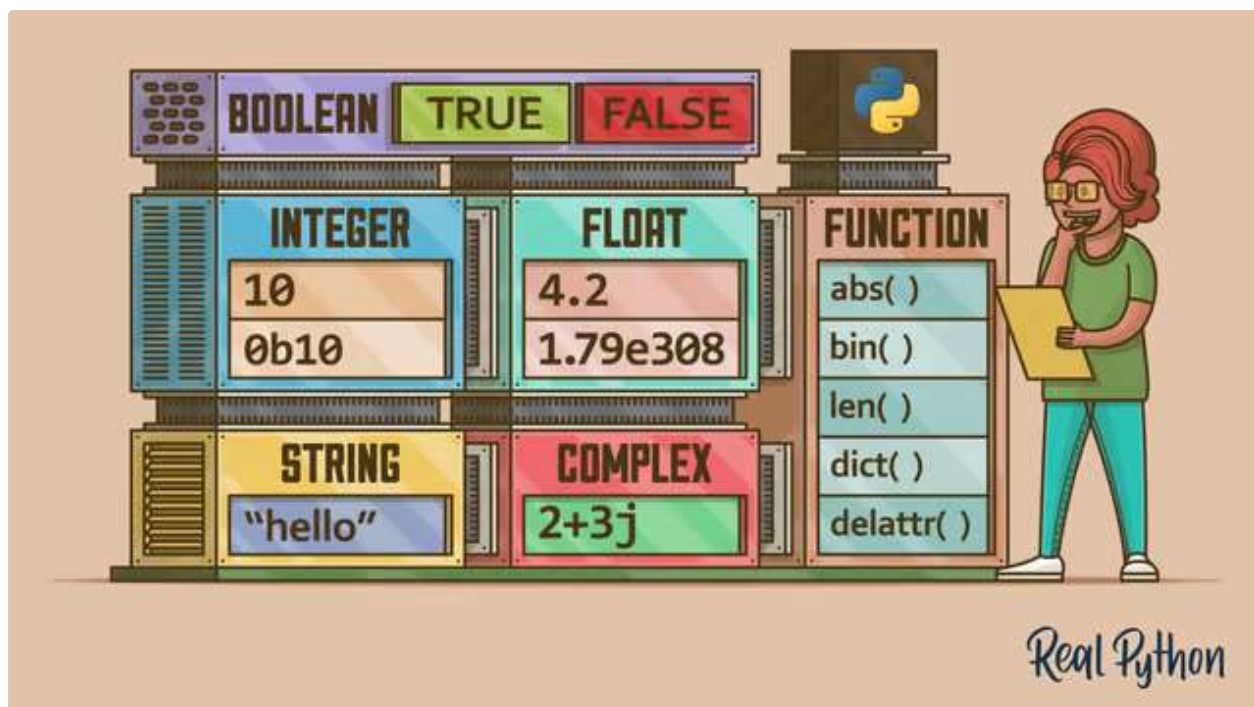 BOOLEAN TRUE FALSE
INTEGER
10
0b10
FLOAT
4.2
1.79e308
STRING
“hello”
COMPLEX
2+3j
FUNCTION
abs( )
bin( )
len( )
dict( )
delattr( )
Real Python